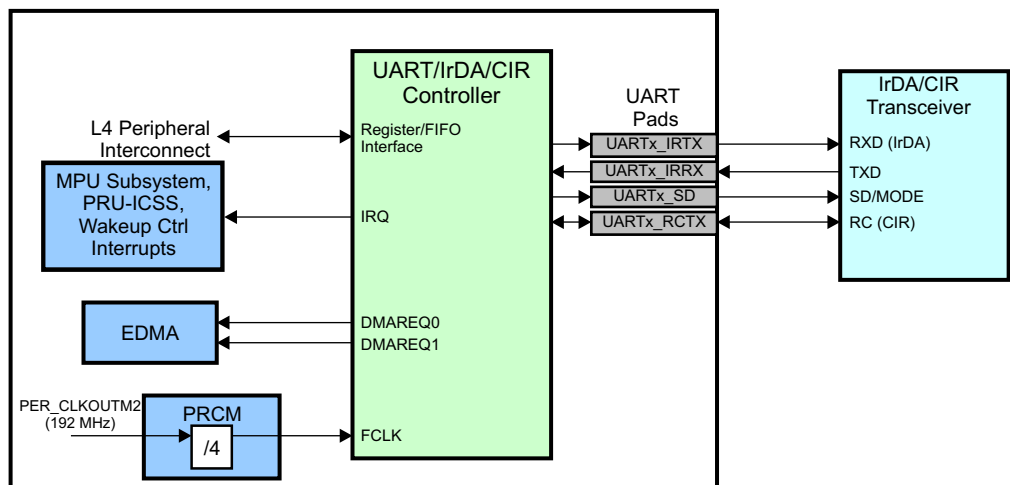 UART/IrDA/CIR
Controller
L4 Peripheral
Interconnect
Register/FIFO
Interface
MPU Subsystem,
PRU-ICSS,
Wakeup Ctrl
Interrupts
IRQ
EDMA
DMAREQ0
DMAREQ1
PER_CLKOUTM2
(192 MHz)
PRCM
/4
FCLK
UART
Pads
UARTx_IRTX
UARTx_IRRX
UARTx_SD
UARTx_RCTX
IrDA/CIR
Transceiver
RXD (IrDA)
TXD
SD/MODE
RC (CIR)